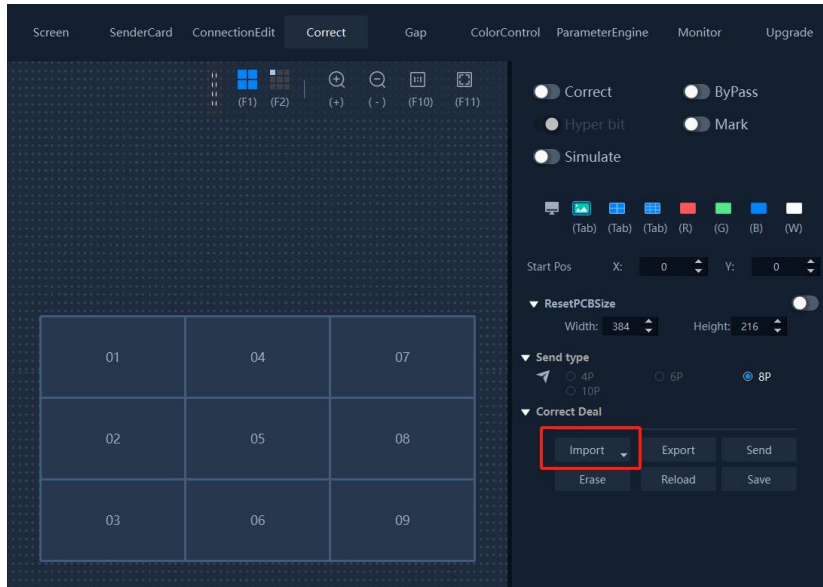 Screen SenderCard ConnectionEdit Correct Gap ColorControl ParameterEngine Monitor Upgrade
(F1) (F2) (+) (-) 1:1 (F10) (F11)
Correct ByPass
Hyper bit Mark
Simulate
(Tab) (Tab) (Tab) (R) (G) (B) (W)
Start Pos X: 0 Y: 0
ResetPCBSize
Width: 384 Height: 216
Send type
4P 6P 8P
10P
Correct Deal
Import Export Send
Erase Reload Save
01 04 07
02 05 08
03 06 09